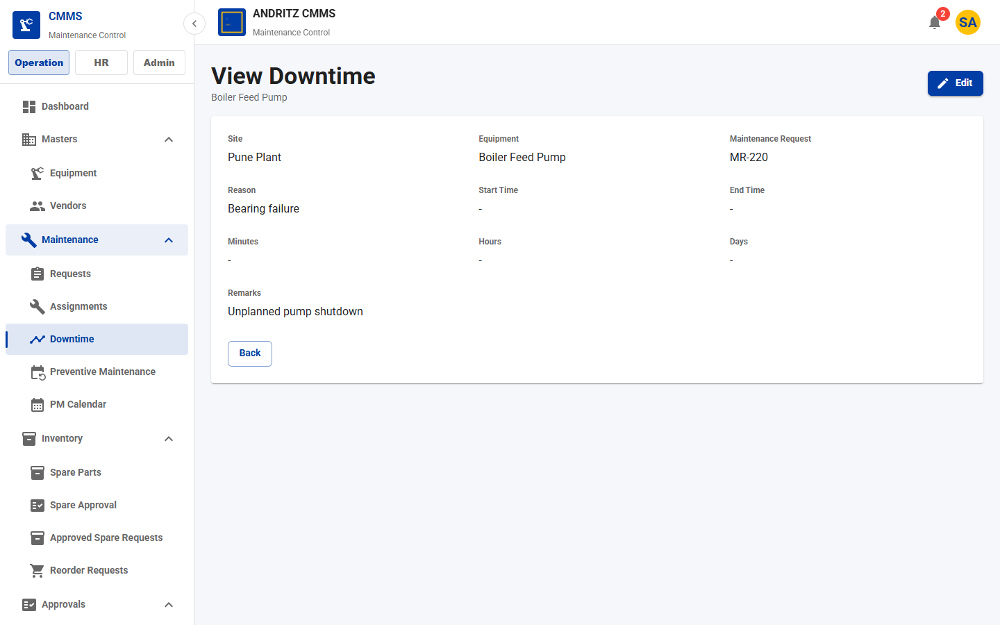 CMMS
Maintenance Control
Operation
HR
Admin
Dashboard
Masters
Equipment
Vendors
Maintenance
Requests
Assignments
Downtime
Preventive Maintenance
PM Calendar
Inventory
Spare Parts
Spare Approval
Approved Spare Requests
Reorder Requests
Approvals
ANDRITZ CMMS
Maintenance Control
2
SA
View Downtime
Boiler Feed Pump
Edit
Site
Pune Plant
Equipment
Boiler Feed Pump
Maintenance Request
MR-220
Reason
Bearing failure
Start Time
-
End Time
-
Minutes
-
Hours
-
Days
-
Remarks
Unplanned pump shutdown
Back